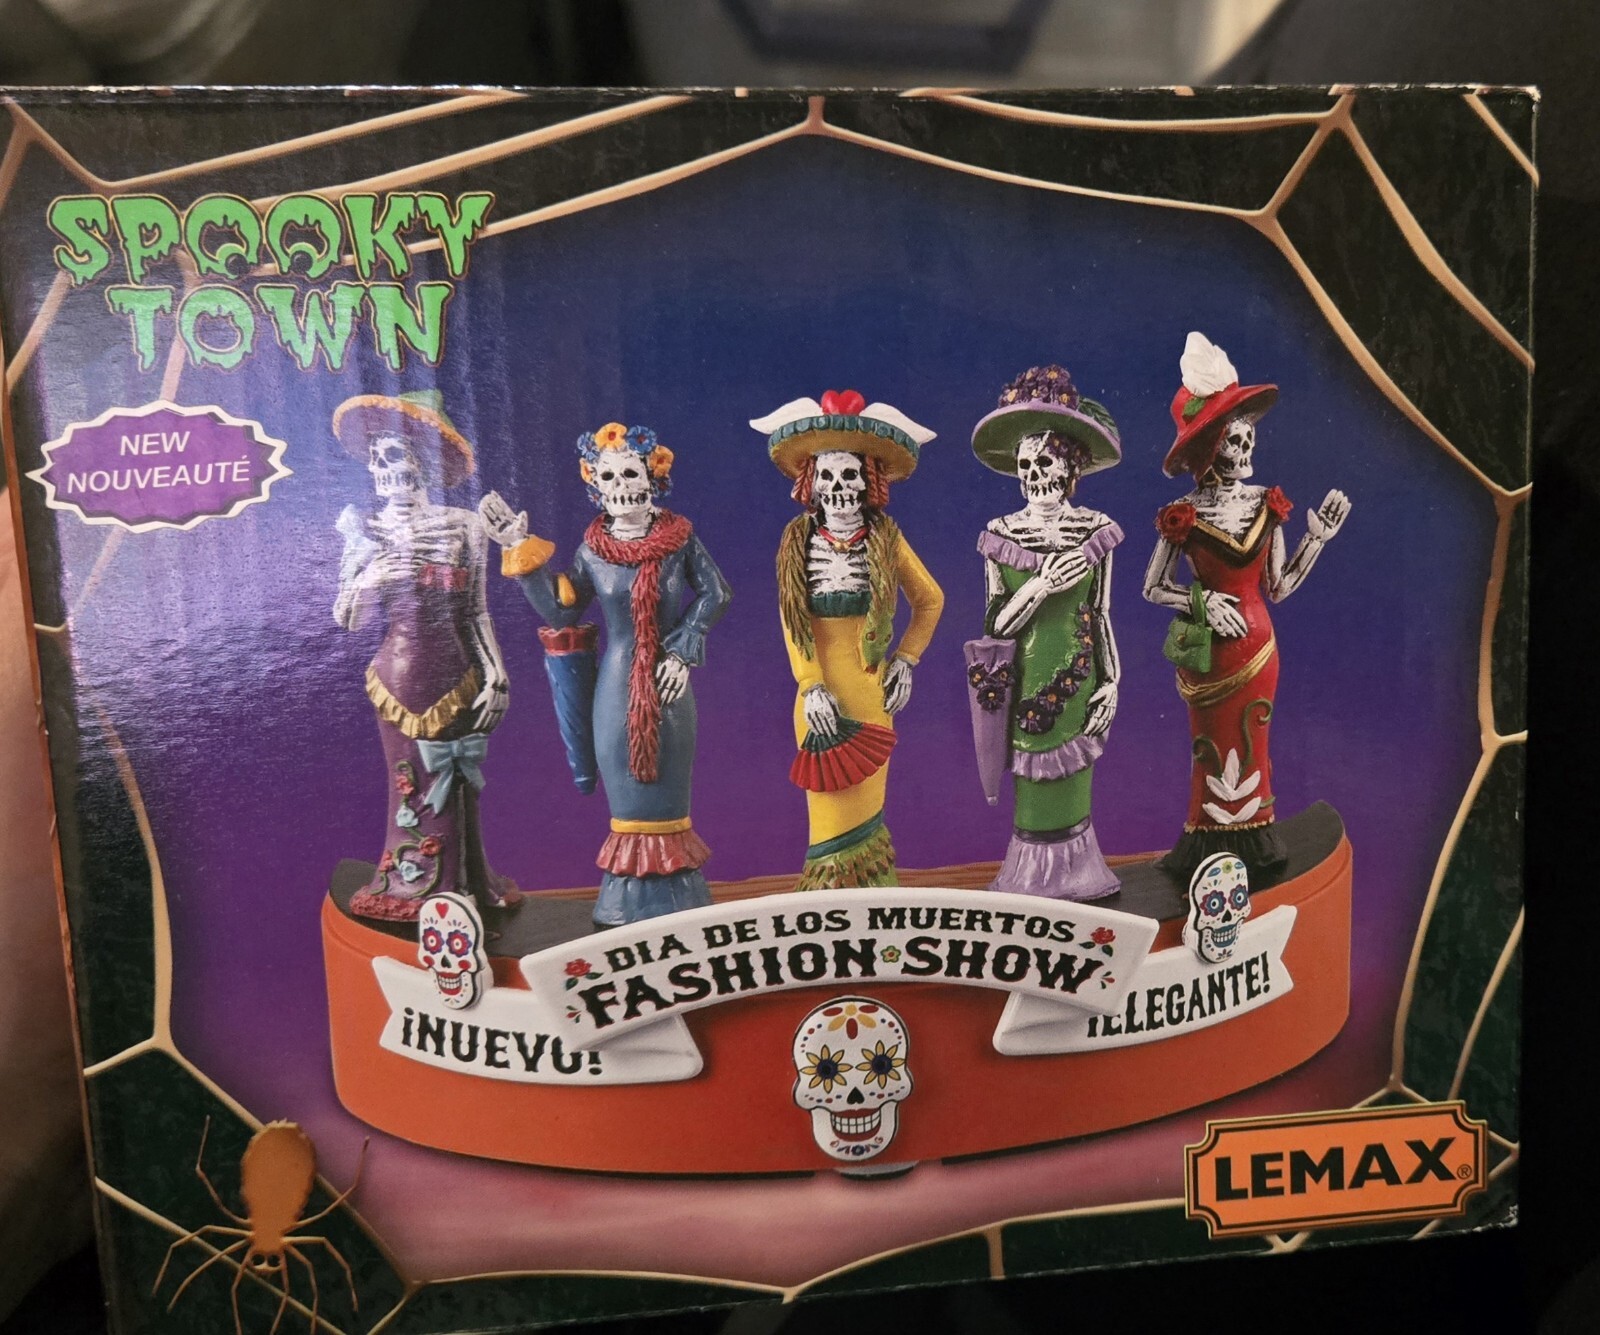 SPOOKY
TOWN
NEW
NOUVEAUTÉ
DIA DE LOS MUERTOS
FASHION SHOW
¡NUEVO!
¡ELEGANTE!
LEMAX®